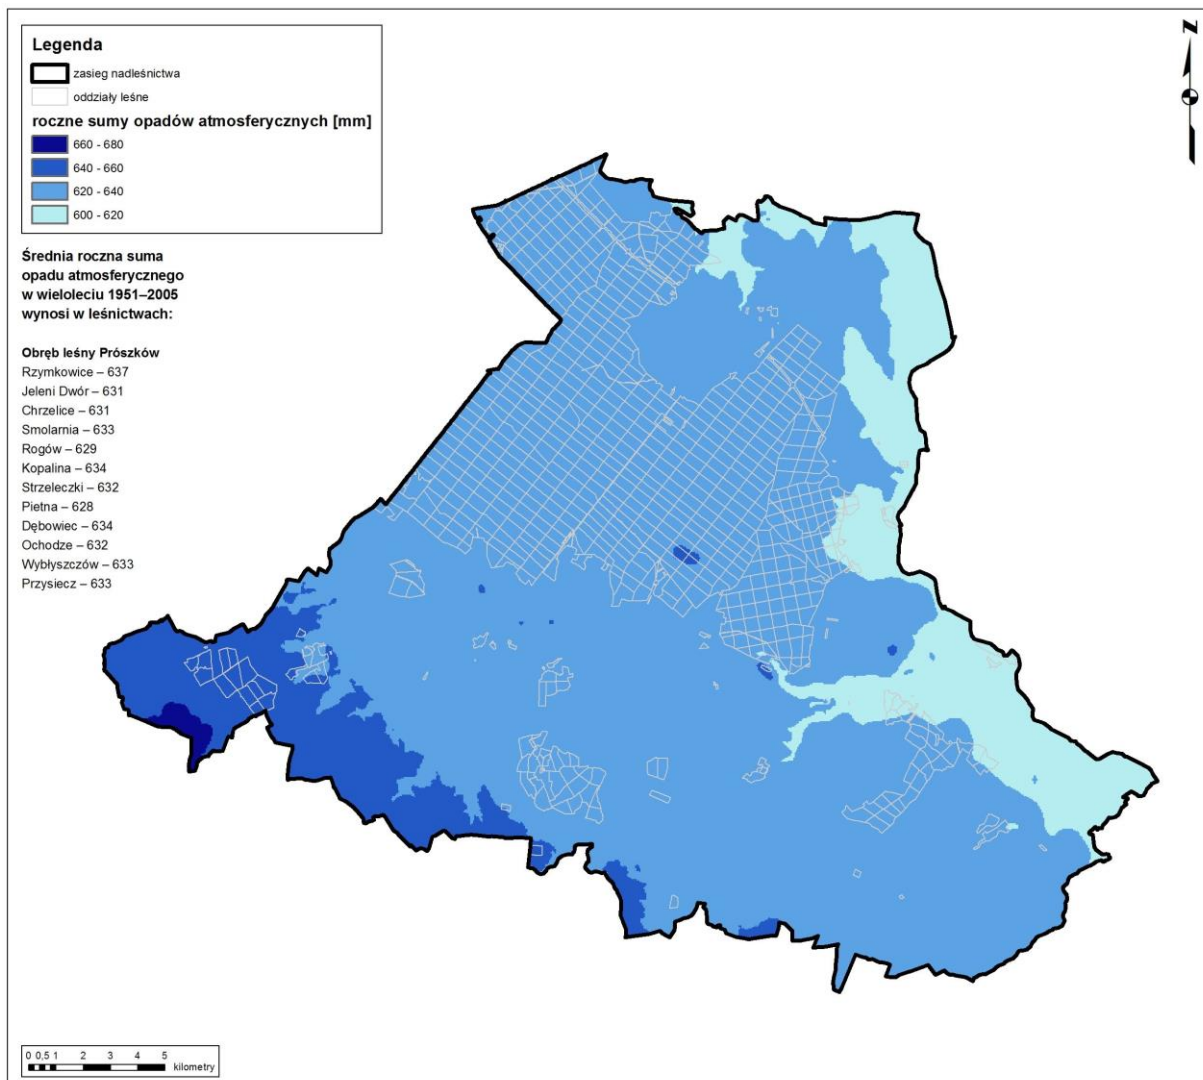 Legenda
zasięg nadleśnictwa
oddziały leśne
roczne sumy opadów atmosferycznych [mm]
660 - 680
640 - 660
620 - 640
600 - 620
Średnia roczna suma
opadu atmosferycznego
w wieloleciu 1951–2005
wynosi w leśnictwach:
Obręb leśny Prószków
Rzymkowice – 637
Jeleni Dwór – 631
Chrzelice – 631
Smolarnia – 633
Rogów – 629
Kopalina – 634
Strzeleczki – 632
Pietna – 628
Dębowiec – 634
Ochodze – 632
Wybłyszczów – 633
Przysiecz – 633
N
0 0,5 1 2 3 4 5
kilometry